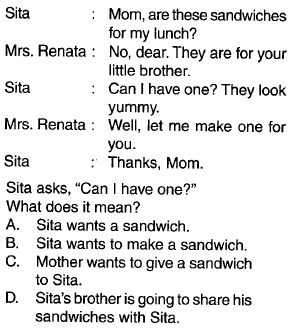 Sita : Mom, are these sandwiches
for my lunch?
Mrs. Renata : No, dear. They are for your
little brother.
Sita : Can I have one? They look
yummy.
Mrs. Renata : Well, let me make one for
you.
Sita : Thanks, Mom.
Sita asks, “Can I have one?”
What does it mean?
A. Sita wants a sandwich.
B. Sita wants to make a sandwich.
C. Mother wants to give a sandwich
to Sita.
D. Sita's brother is going to share his
sandwiches with Sita.